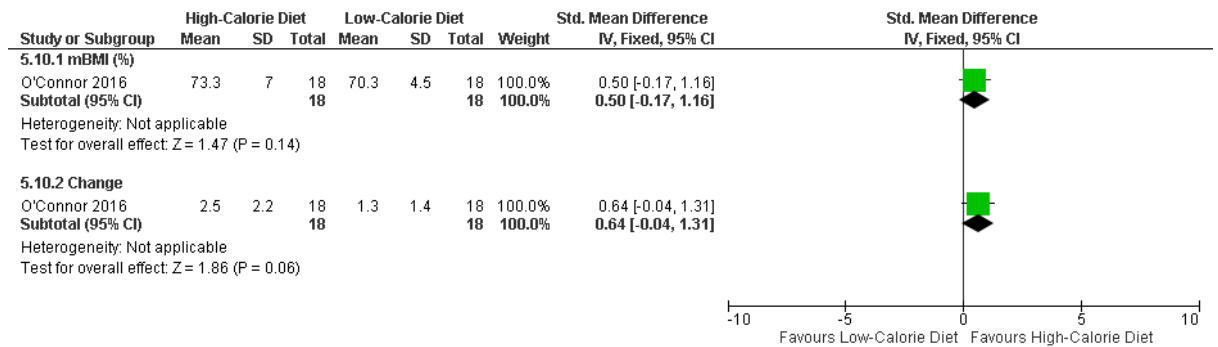 High-Calorie Diet Low-Calorie Diet Std. Mean Difference Std. Mean Difference
Study or Subgroup Mean SD Total Mean SD Total Weight IV, Fixed, 95% CI IV, Fixed, 95% CI
5.10.1 mBMI (%)
O'Connor 2016 73.3 7 18 70.3 4.5 18 100.0% 0.50 [-0.17, 1.16]
Subtotal (95% CI) 18 18 100.0% 0.50 [-0.17, 1.16]
Heterogeneity: Not applicable
Test for overall effect: Z = 1.47 (P = 0.14)
5.10.2 Change
O'Connor 2016 2.5 2.2 18 1.3 1.4 18 100.0% 0.64 [-0.04, 1.31]
Subtotal (95% CI) 18 18 100.0% 0.64 [-0.04, 1.31]
Heterogeneity: Not applicable
Test for overall effect: Z = 1.86 (P = 0.06)
-10 -5 0 5 10
Favours Low-Calorie Diet Favours High-Calorie Diet